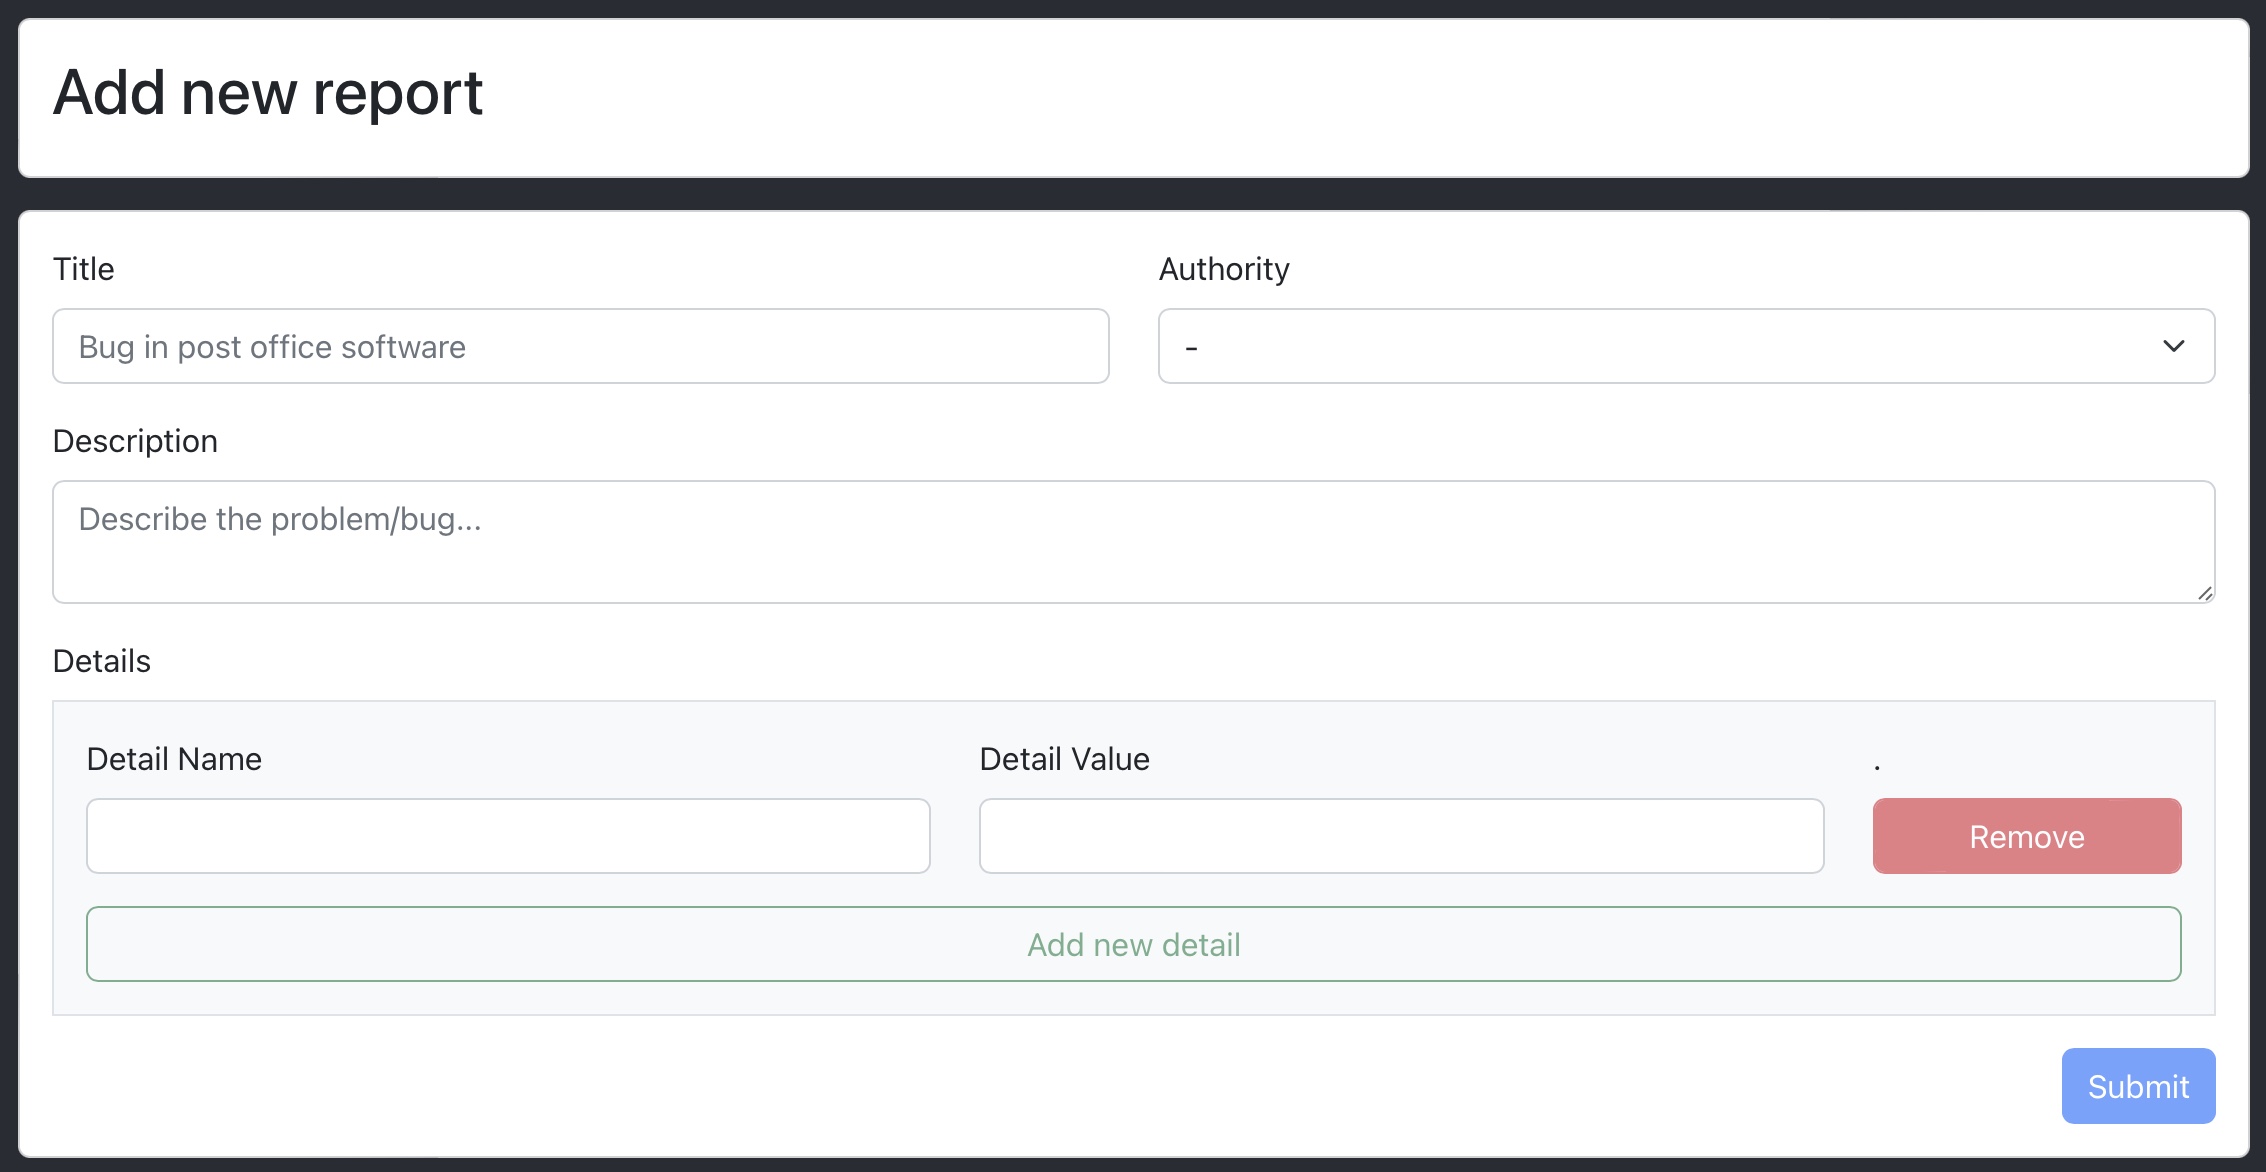 Add new report
Title
Authority
Bug in post office software
-
Description
Describe the problem/bug...
Details
Detail Name
Detail Value
.
Remove
Add new detail
Submit